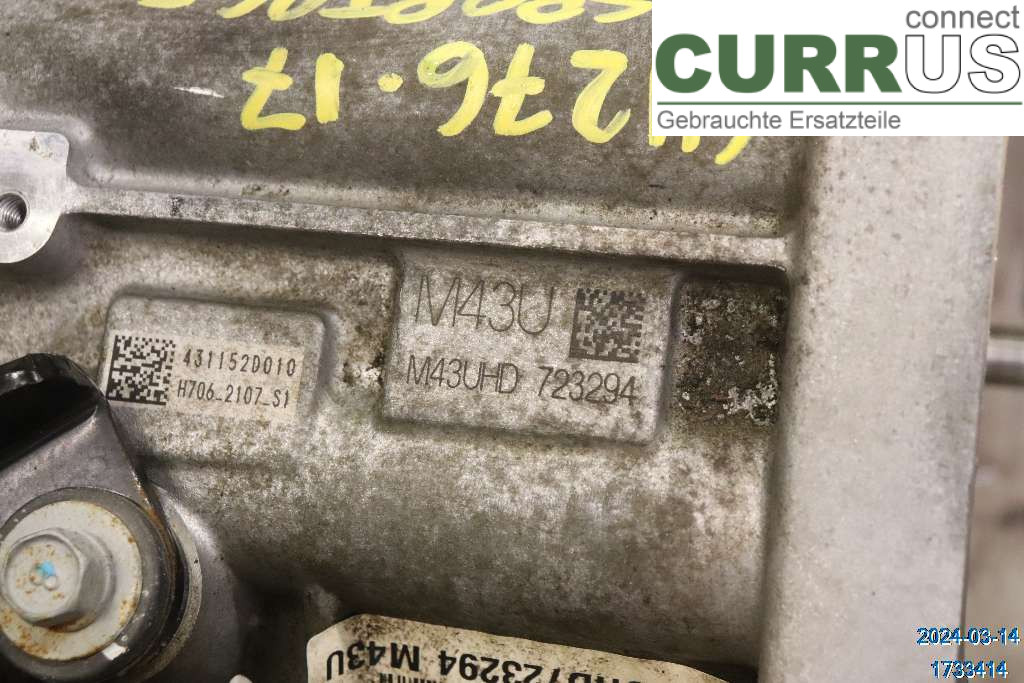 connect
CURRUS
Gebrauchte Ersatzteile
276.17
M43U
M43UHD 723294
431152D010
H706_2107_S1
723294 M43U
2024-03-14
1733414